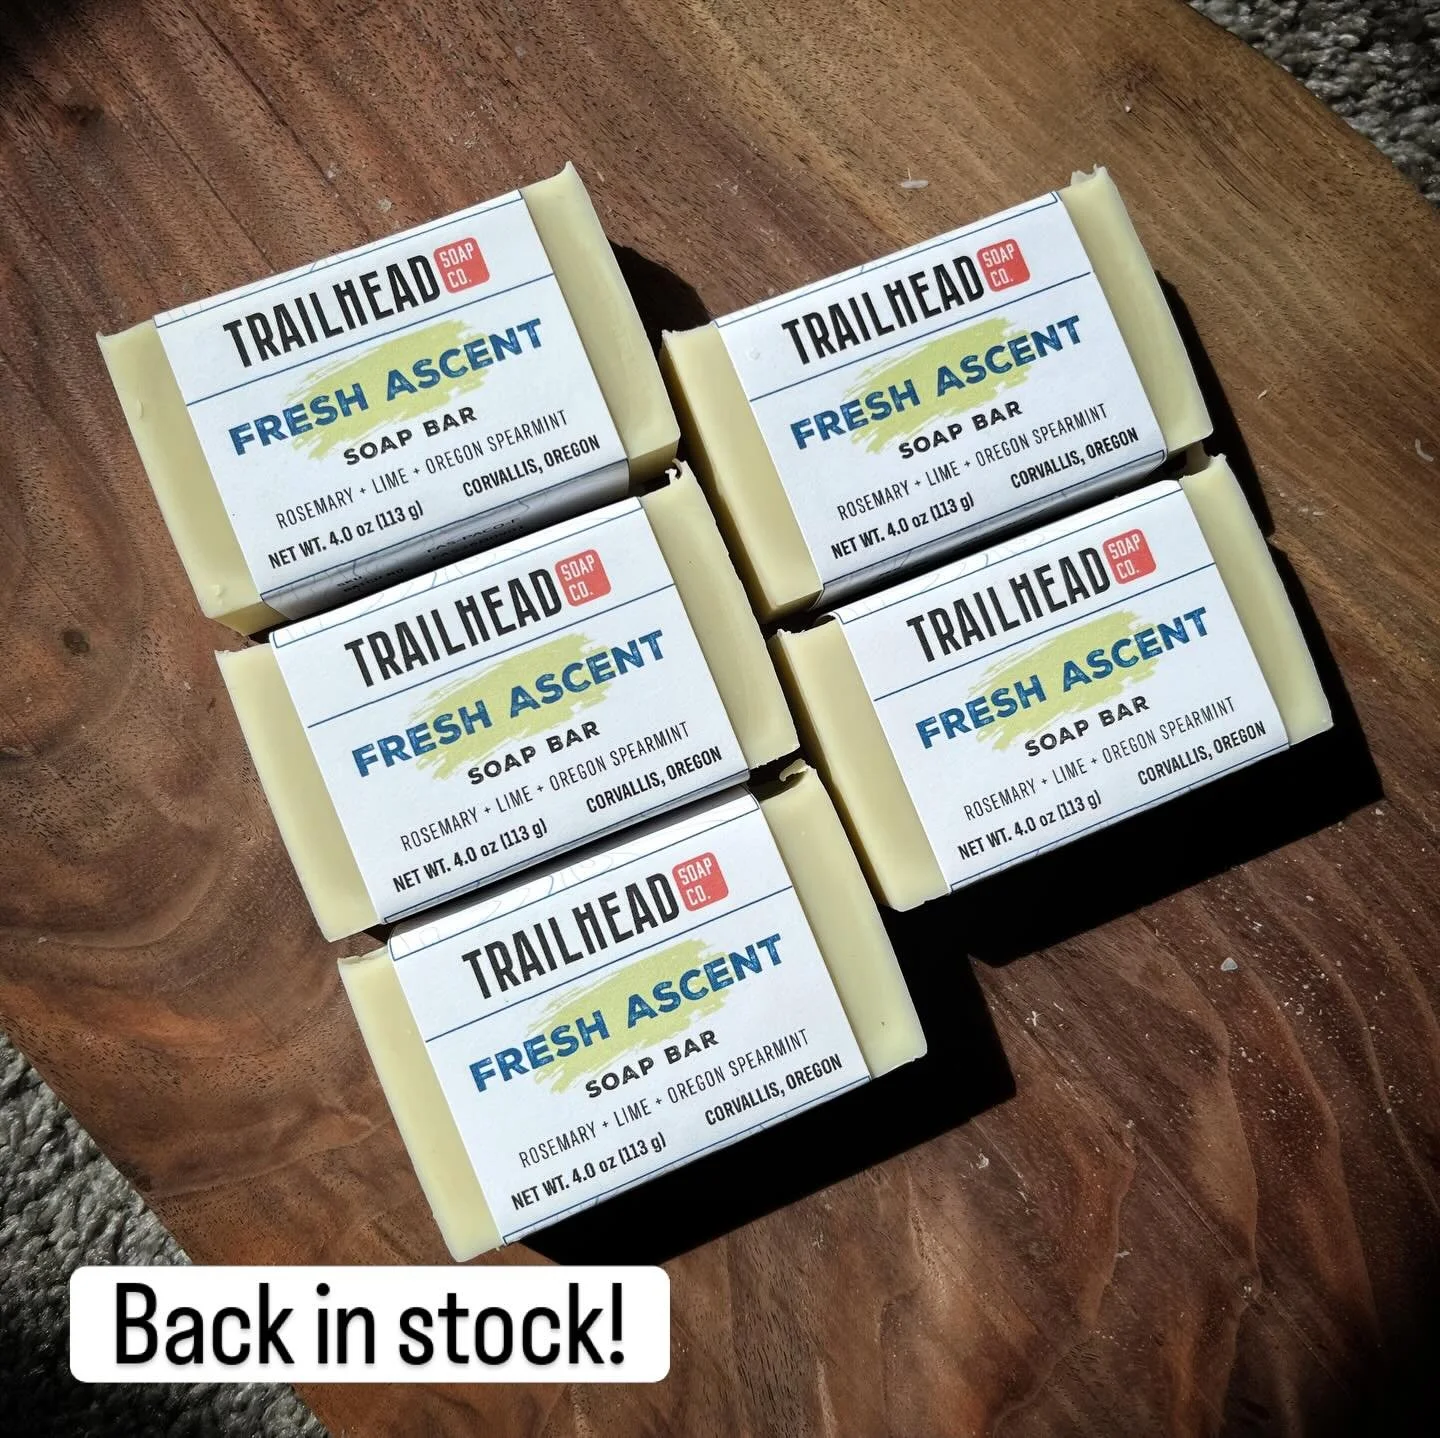 TRAILHEAD
SOAP
CO.
FRESH ASCENT
SOAP BAR
ROSEMARY + LIME + OREGON SPEARMINT
NET WT. 4.0 oz (113 g)
CORVALLIS, OREGON
TRAILHEAD
SOAP
CO.
FRESH ASCENT
SOAP BAR
ROSEMARY + LIME + OREGON SPEARMINT
NET WT. 4.0 oz (113 g)
CORVALLIS, OREGON
TRAILHEAD
SOAP
CO.
FRESH ASCENT
SOAP BAR
ROSEMARY + LIME + OREGON SPEARMINT
NET WT. 4.0 oz (113 g)
CORVALLIS, OREGON
TRAILHEAD
SOAP
CO.
FRESH ASCENT
SOAP BAR
ROSEMARY + LIME + OREGON SPEARMINT
NET WT. 4.0 oz (113 g)
CORVALLIS, OREGON
TRAILHEAD
SOAP
CO.
FRESH ASCENT
SOAP BAR
ROSEMARY + LIME + OREGON SPEARMINT
NET WT. 4.0 oz (113 g)
CORVALLIS, OREGON
Back in stock!